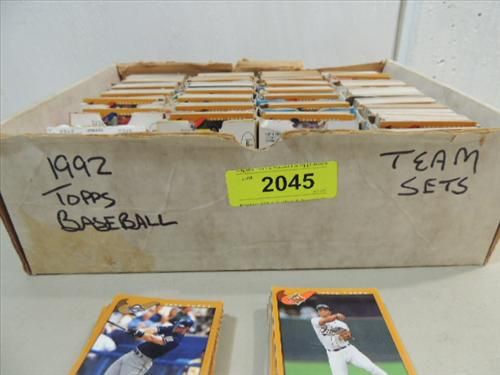 1992
TOPPS
BASEBALL
2045
TEAM
SETS